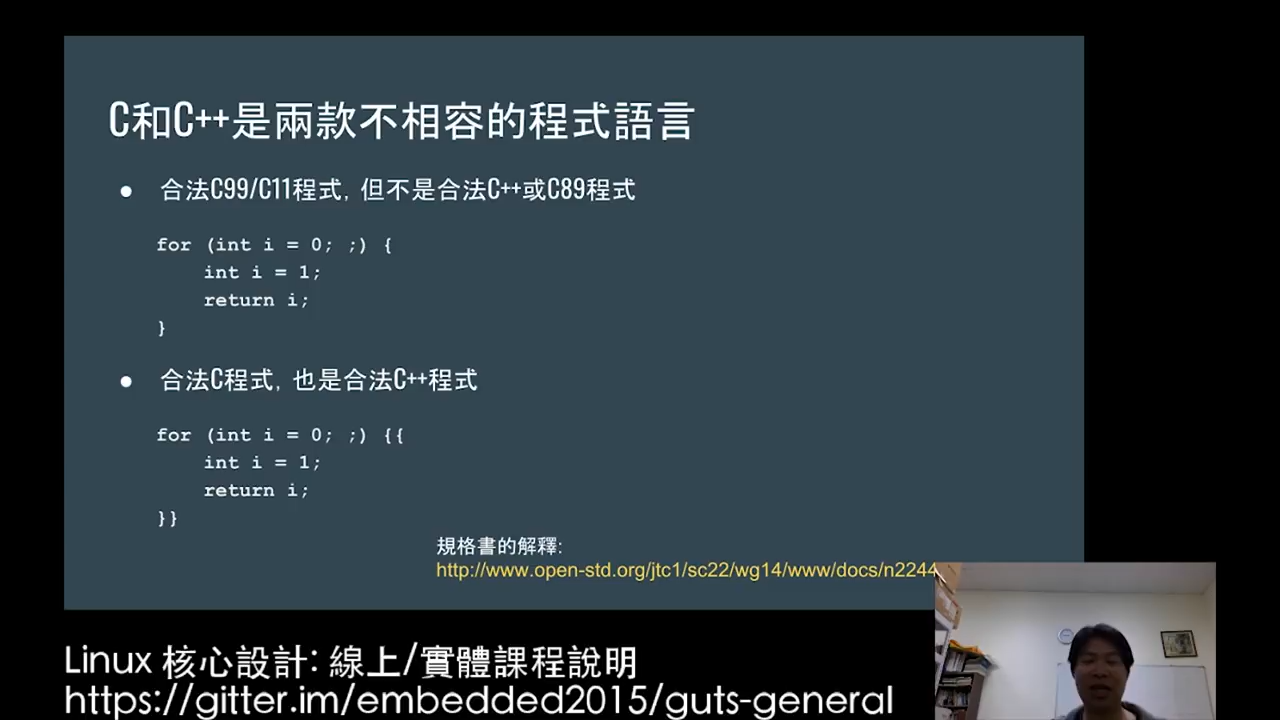 C和C++是兩款不相容的程式語言
● 合法C99/C11程式, 但不是合法C++或C89程式
for (int i = 0; ;) {
    int i = 1;
    return i;
}
● 合法C程式, 也是合法C++程式
for (int i = 0; ;) {{
    int i = 1;
    return i;
}}
規格書的解釋:
http://www.open-std.org/jtc1/sc22/wg14/www/docs/n2244
Linux 核心設計: 線上/實體課程說明
https://gitter.im/embedded2015/guts-general